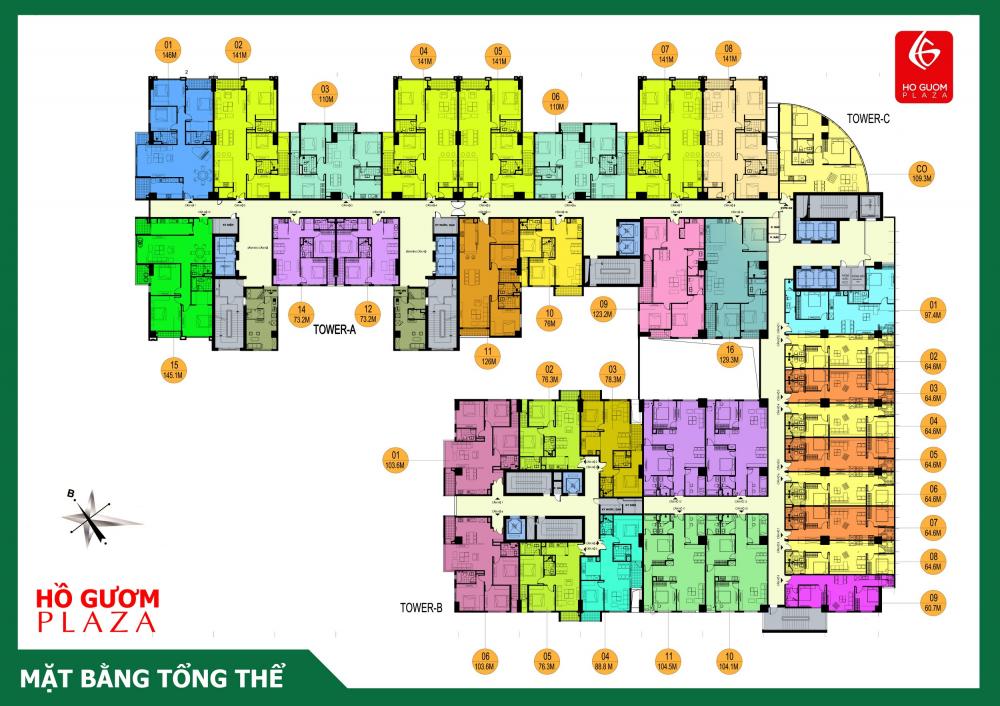 01
146M
02
141M
03
110M
04
141M
05
141M
06
110M
07
141M
08
141M
HO GUOM
PLAZA
TOWER-C
CO
109.3M
15
145.1M
14
73.2M
TOWER-A
12
73.2M
11
126M
10
76M
09
123.2M
16
129.3M
01
97.4M
02
64.6M
03
64.6M
04
64.6M
05
64.6M
06
64.6M
07
64.6M
08
64.6M
09
60.7M
02
76.3M
03
78.3M
01
103.6M
TOWER-B
06
103.6M
05
76.3M
04
88.8 M
11
104.5M
10
104.1M
B
HỒ GƯƠM
PLAZA
MẶT BẰNG TỔNG THỂ